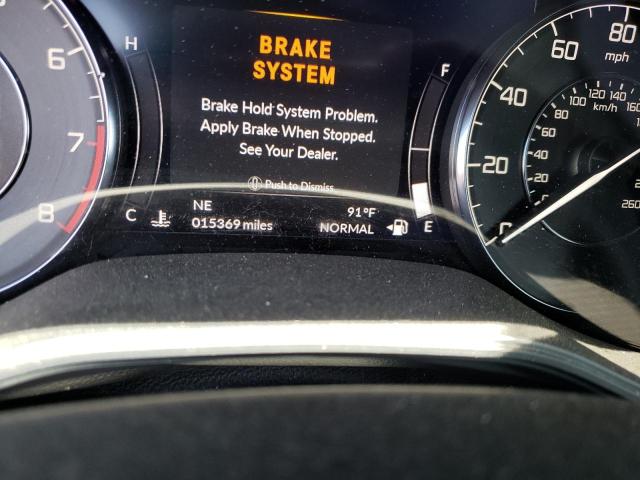 BRAKE
SYSTEM
Brake Hold System Problem.
Apply Brake When Stopped.
See Your Dealer.
Push to Dismiss
NE
015369 miles
91°F
NORMAL
H
C
F
E
6
7
8
80
60
mph
40
20
0
120 140
100 160
km/h
80
60
40
20
260